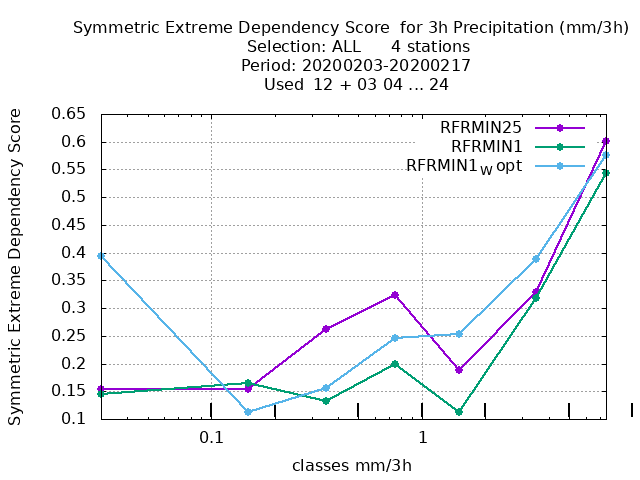 Symmetric Extreme Dependency Score for 3h Precipitation (mm/3h)
Selection: ALL 4 stations
Period: 20200203-20200217
Used 12 + 03 04 ... 24
Symmetric Extreme Dependency Score
0.65
0.6
0.55
0.5
0.45
0.4
0.35
0.3
0.25
0.2
0.15
0.1
RFRMIN25
RFRMIN1
RFRMIN1W opt
0.1 1
classes mm/3h